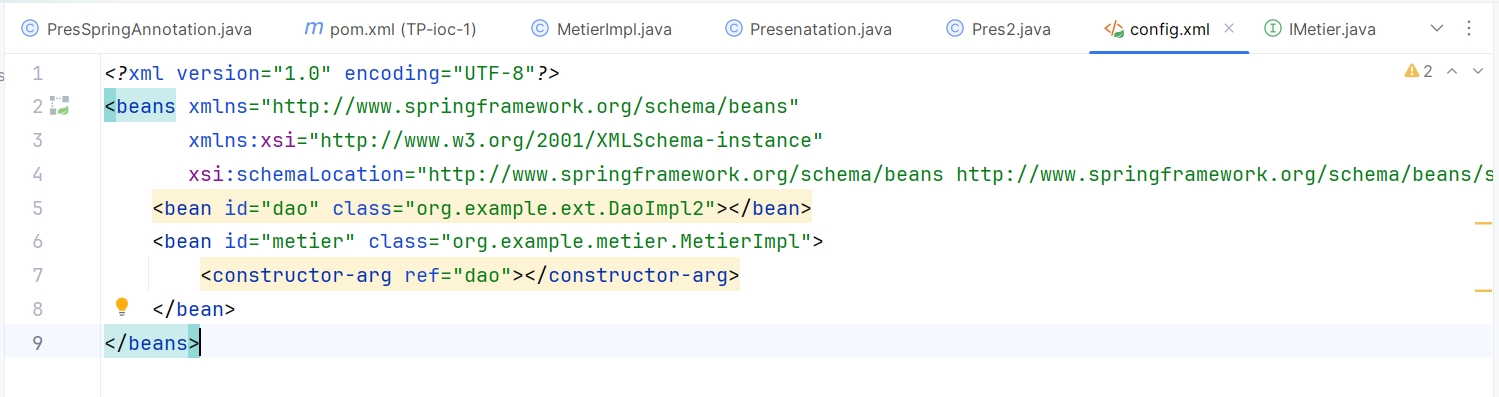 PresSpringAnnotation.java pom.xml (TP-ioc-1) MetierImpl.java Presenatation.java Pres2.java config.xml IMetier.java
2
1 <?xml version="1.0" encoding="UTF-8"?>
2 <beans xmlns="http://www.springframework.org/schema/beans"
3 xmlns:xsi="http://www.w3.org/2001/XMLSchema-instance"
4 xsi:schemaLocation="http://www.springframework.org/schema/beans http://www.springframework.org/schema/beans/s
5 <bean id="dao" class="org.example.ext.DaoImpl2"></bean>
6 <bean id="metier" class="org.example.metier.MetierImpl">
7 <constructor-arg ref="dao"></constructor-arg>
8 </bean>
9 </beans>